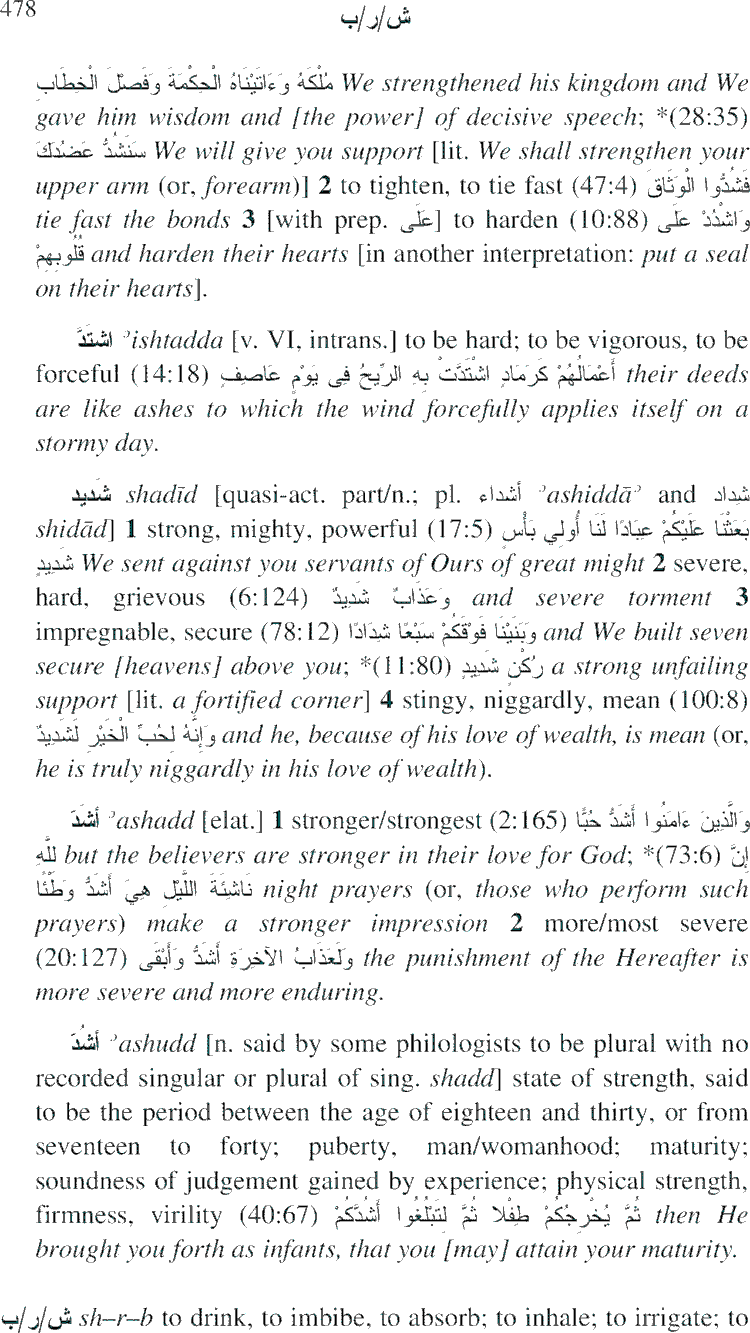 478
ش/ر/ب
مُلْكَهُ وَءَاتَيْنَاهُ الْحِكْمَةَ وَفَصْلَ الْخِطَابِ We strengthened his kingdom and We
gave him wisdom and [the power] of decisive speech; *(28:35)
سَنَشُدُّ عَضُدَكَ We will give you support [lit. We shall strengthen your
upper arm (or, forearm)] 2 to tighten, to tie fast (47:4) فَشُدُّوا الْوَثَاقَ
tie fast the bonds 3 [with prep. عَلَى] to harden (10:88) وَاشْدُدْ عَلَى
قُلُوبِهِمْ and harden their hearts [in another interpretation: put a seal
on their hearts].
اشتَدَّ ʾishtadda [v. VI, intrans.] to be hard; to be vigorous, to be
forceful (14:18) أَعْمَالُهُمْ كَرَمَادٍ اشْتَدَّتْ بِهِ الرِّيحُ فِى يَوْمٍ عَاصِفٍ their deeds
are like ashes to which the wind forcefully applies itself on a
stormy day.
شَديد shadīd [quasi-act. part/n.; pl. أشداء ʾashiddāʾ and شِداد
shidād] 1 strong, mighty, powerful (17:5) بَعَثْنَا عَلَيْكُمْ عِبَادًا لَنَا أُولِي بَأْسٍ
شَدِيدٍ We sent against you servants of Ours of great might 2 severe,
hard, grievous (6:124) وَعَذَابٌ شَدِيدٌ and severe torment 3
impregnable, secure (78:12) وَبَنَيْنَا فَوْقَكُمْ سَبْعًا شِدَادًا and We built seven
secure [heavens] above you; *(11:80) رُكْنٍ شَدِيدٍ a strong unfailing
support [lit. a fortified corner] 4 stingy, niggardly, mean (100:8)
وَإِنَّهُ لِحُبِّ الْخَيْرِ لَشَدِيدٌ and he, because of his love of wealth, is mean (or,
he is truly niggardly in his love of wealth).
أشَدّ ʾashadd [elat.] 1 stronger/strongest (2:165) وَالَّذِينَ ءَامَنُوا أَشَدُّ حُبًّا
لِلَّهِ but the believers are stronger in their love for God; *(73:6) إِنَّ
نَاشِئَةَ اللَّيْلِ هِيَ أَشَدُّ وَطْئًا night prayers (or, those who perform such
prayers) make a stronger impression 2 more/most severe
(20:127) وَلَعَذَابُ الآخِرَةِ أَشَدُّ وَأَبْقَى the punishment of the Hereafter is
more severe and more enduring.
أشُدّ ʾashudd [n. said by some philologists to be plural with no
recorded singular or plural of sing. shadd] state of strength, said
to be the period between the age of eighteen and thirty, or from
seventeen to forty; puberty, man/womanhood; maturity;
soundness of judgement gained by experience; physical strength,
firmness, virility (40:67) ثُمَّ يُخْرِجُكُمْ طِفْلا ثُمَّ لِتَبْلُغُوا أَشُدَّكُمْ then He
brought you forth as infants, that you [may] attain your maturity.
ش/ر/ب sh–r–b to drink, to imbibe, to absorb; to inhale; to irrigate; to